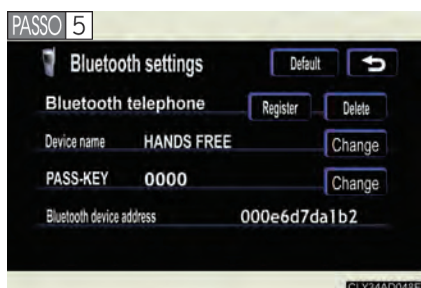 PASSO 5
Bluetooth settings Default
Bluetooth telephone Register Delete
Device name HANDS FREE Change
PASS-KEY 0000 Change
Bluetooth device address 000e6d7da1b2
CLY34AD048E